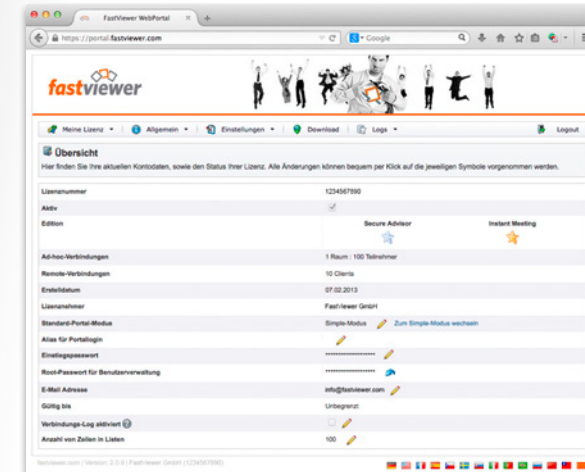 FastViewer WebPortal
https://portal.fastviewer.com
Google
fastviewer
Meine Lizenz Allgemein Einstellungen Download Logs Logout
Übersicht
Hier finden Sie Ihre aktuellen Kontodaten, sowie den Status Ihrer Lizenz. Alle Änderungen können bequem per Klick auf die jeweiligen Symbole vorgenommen werden.
Lizenznummer 1234567890
Aktiv
Edition Secure Advisor Instant Meeting
Ad-hoc-Verbindungen 1 Raum : 100 Teilnehmer
Remote-Verbindungen 10 Clients
Erstelldatum 07.02.2013
Lizenznehmer FastViewer GmbH
Standard-Portal-Modus Simple-Modus Zum Simple-Modus wechseln
Alias für Portallogin
Einstiegspasswort ********************
Root-Passwort für Benutzerverwaltung ********************
E-Mail Adresse info@fastviewer.com
Gültig bis Unbegrenzt
Verbindungs-Log aktiviert
Anzahl von Zeilen in Listen 100
fastviewer.com | Version: 2.0.6 | FastViewer GmbH (1234567890)